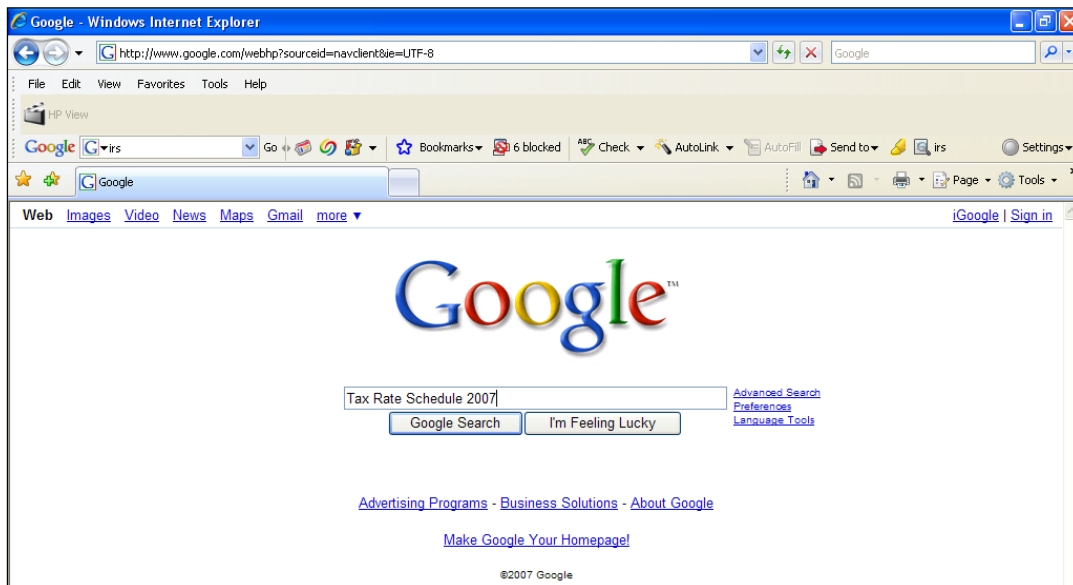 Google - Windows Internet Explorer
http://www.google.com/webhp?sourceid=navclient&ie=UTF-8 Google
File Edit View Favorites Tools Help
HP View
Google G irs Go Bookmarks 6 blocked ABC Check AutoLink AutoFill Send to irs Settings
G Google Page Tools
Web Images Video News Maps Gmail more ▼ iGoogle | Sign in
Google™
Tax Rate Schedule 2007 Advanced Search
Preferences
Google Search I'm Feeling Lucky Language Tools
Advertising Programs - Business Solutions - About Google
Make Google Your Homepage!
©2007 Google